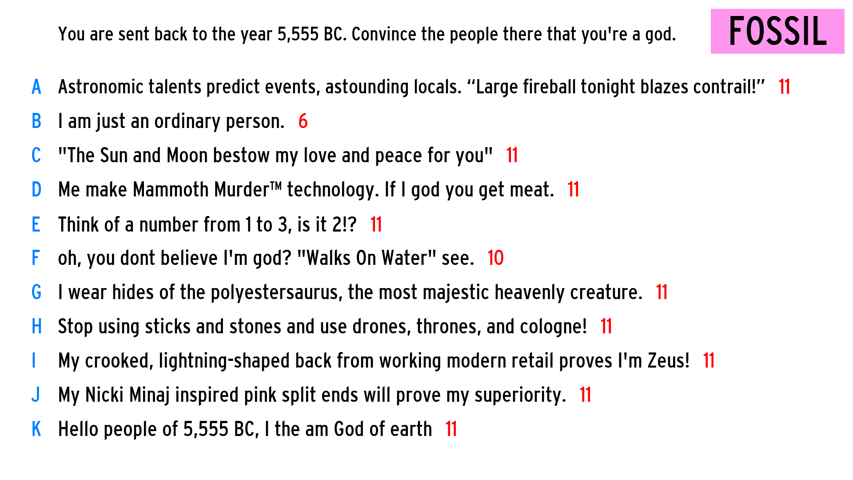 You are sent back to the year 5,555 BC. Convince the people there that you're a god.
FOSSIL
A Astronomic talents predict events, astounding locals. “Large fireball tonight blazes contrail!” 11
B I am just an ordinary person. 6
C "The Sun and Moon bestow my love and peace for you" 11
D Me make Mammoth Murder™ technology. If I god you get meat. 11
E Think of a number from 1 to 3, is it 2!? 11
F oh, you dont believe I'm god? "Walks On Water" see. 10
G I wear hides of the polyestersaurus, the most majestic heavenly creature. 11
H Stop using sticks and stones and use drones, thrones, and cologne! 11
I My crooked, lightning-shaped back from working modern retail proves I'm Zeus! 11
J My Nicki Minaj inspired pink split ends will prove my superiority. 11
K Hello people of 5,555 BC, I the am God of earth 11